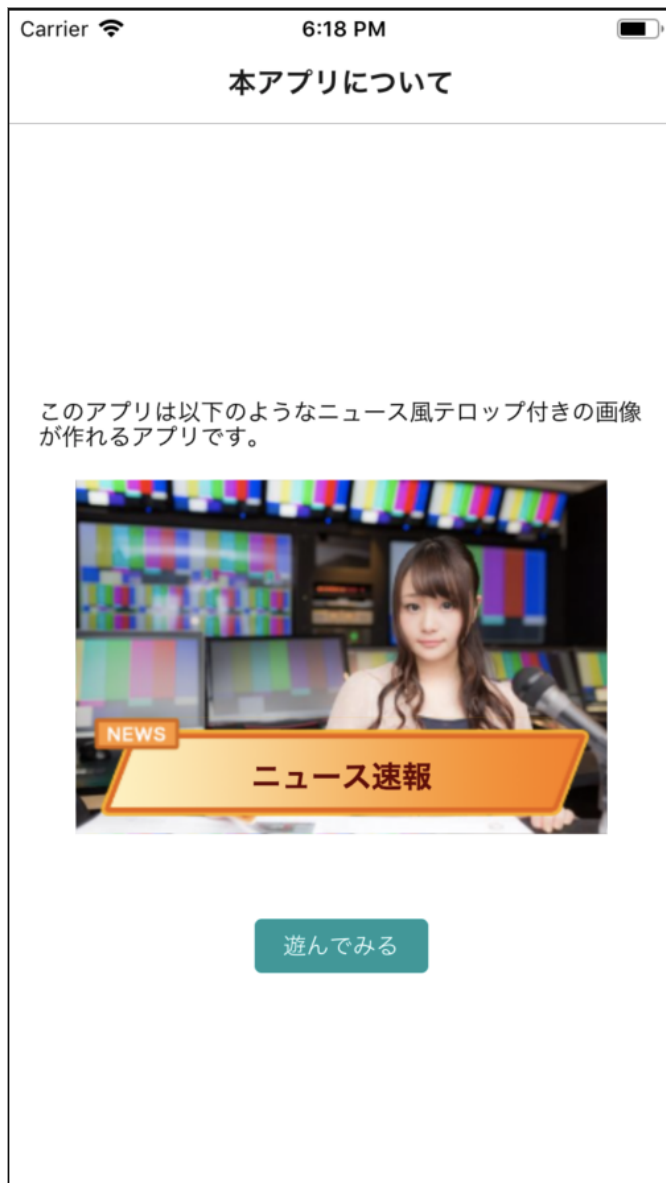 Carrier
6:18 PM
本アプリについて
このアプリは以下のようなニュース風テロップ付きの画像
が作れるアプリです。
NEWS
ニュース速報
遊んでみる